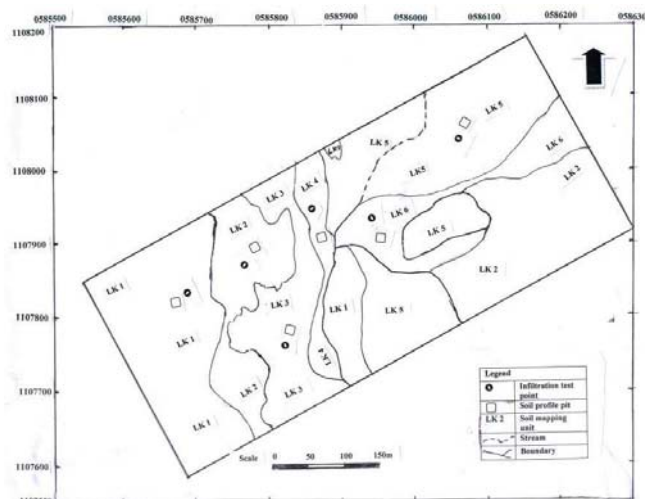 0585500 0585600 0585700 0585800 0585900 0586000 0586100 0586200 058630
1108200
1108100
1108000
1107900
1107800
1107700
1107600
LK 5
LK 5
LK 6
LK 2
LK 5
LK 4
LK 3
LK 6
LK 2
LK 5
LK 2
LK 1
LK 3
LK 1
LK 5
LK 1
LK4
LK 2
LK 3
LK 1
Scale 0 50 100 150m
Legend
Infiltration test
point
Soil profile pit
LK 2 Soil mapping
unit
Stream
Boundary